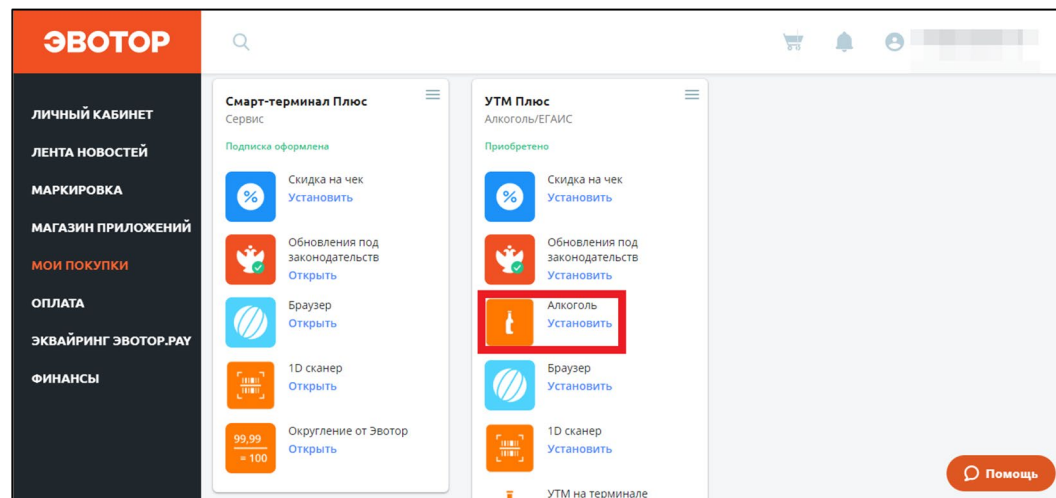 ЭВОТОР
ЛИЧНЫЙ КАБИНЕТ
ЛЕНТА НОВОСТЕЙ
МАРКИРОВКА
МАГАЗИН ПРИЛОЖЕНИЙ
МОИ ПОКУПКИ
ОПЛАТА
ЭКВАЙРИНГ ЭВОТОР.PAY
ФИНАНСЫ
Смарт-терминал Плюс
Сервис
Подписка оформлена
%
Скидка на чек
Установить
Обновления под
законодательств
Открыть
Браузер
Открыть
1D сканер
Открыть
99,99
= 100
Округление от Эвотор
Открыть
УТМ Плюс
Алкоголь/ЕГАИС
Приобретено
%
Скидка на чек
Установить
Обновления под
законодательств
Установить
Алкоголь
Установить
Браузер
Установить
1D сканер
Установить
УТМ на терминале
Помощь